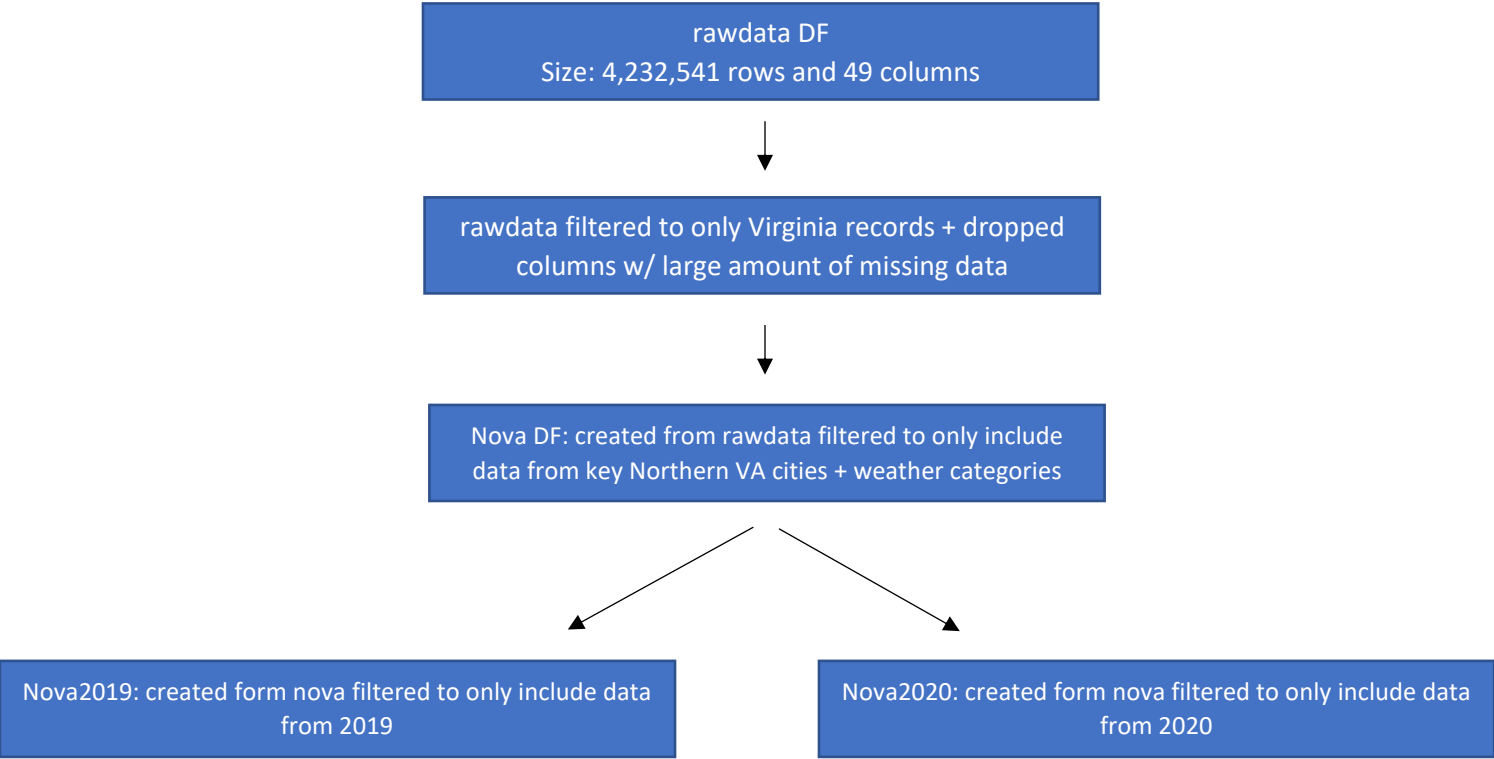 rawdata DF
Size: 4,232,541 rows and 49 columns
rawdata filtered to only Virginia records + dropped
columns w/ large amount of missing data
Nova DF: created from rawdata filtered to only include
data from key Northern VA cities + weather categories
Nova2019: created form nova filtered to only include data
from 2019
Nova2020: created form nova filtered to only include data
from 2020